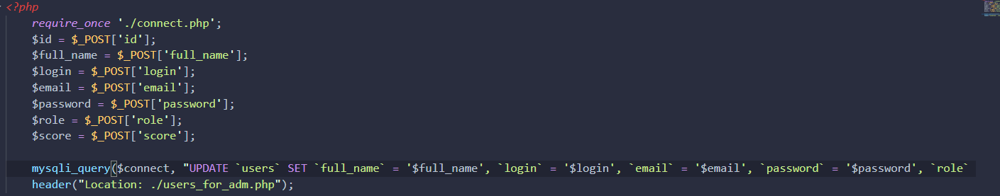 <?php
require_once './connect.php';
$id = $_POST['id'];
$full_name = $_POST['full_name'];
$login = $_POST['login'];
$email = $_POST['email'];
$password = $_POST['password'];
$role = $_POST['role'];
$score = $_POST['score'];
mysqli_query($connect, "UPDATE `users` SET `full_name` = '$full_name', `login` = '$login', `email` = '$email', `password` = '$password', `role`
header("Location: ./users_for_adm.php");